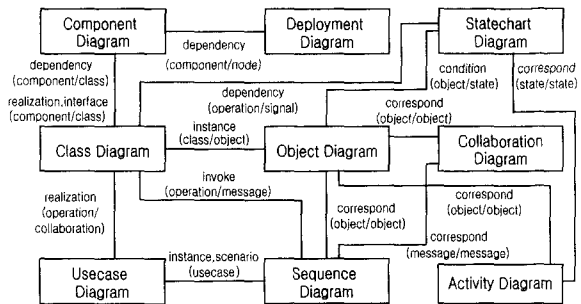 Component
Diagram
Deployment
Diagram
Statechart
Diagram
dependency
(component/node)
dependency
(component/class)
realization,interface
(component/class)
dependency
(operation/signal)
condition
(object/state)
correspond
(state/state)
correspond
(object/object)
instance
(class/object)
Class Diagram
Object Diagram
Collaboration
Diagram
invoke
(operation/message)
realization
(operation/
collaboration)
correspond
(object/object)
correspond
(object/object)
correspond
(message/message)
instance,scenario
(usecase)
Usecase
Diagram
Sequence
Diagram
Activity Diagram